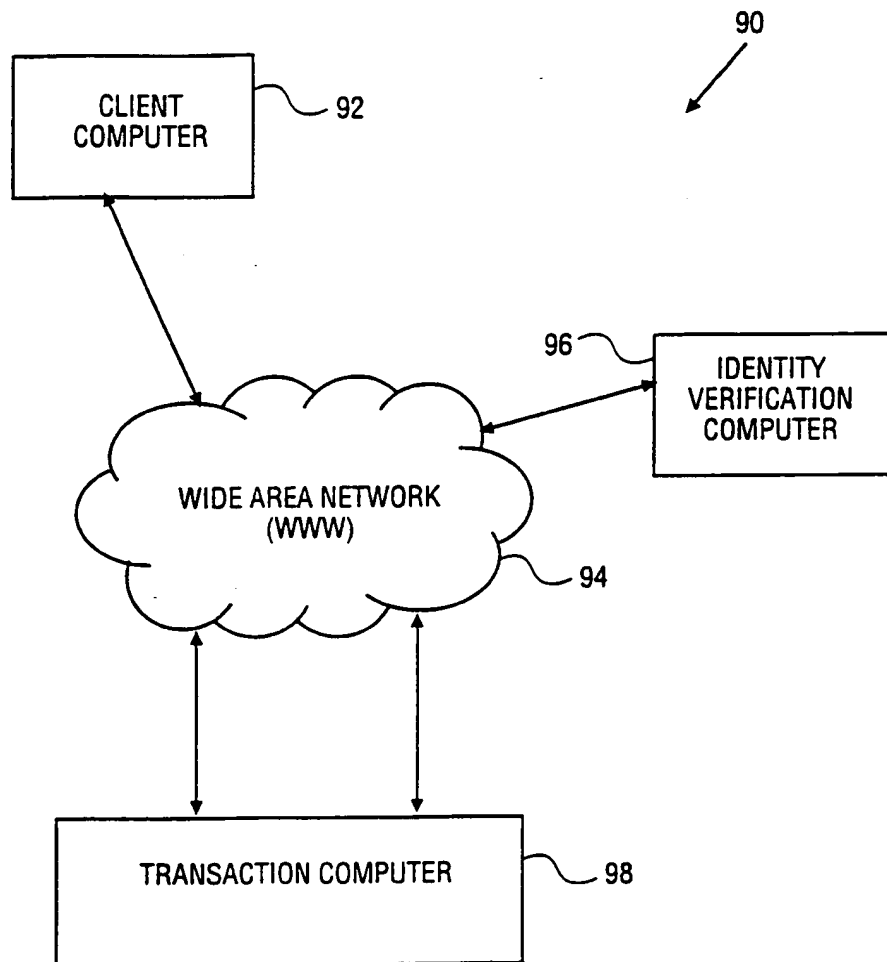 90
CLIENT
COMPUTER
92
96
IDENTITY
VERIFICATION
COMPUTER
WIDE AREA NETWORK
(WWW)
94
TRANSACTION COMPUTER
98